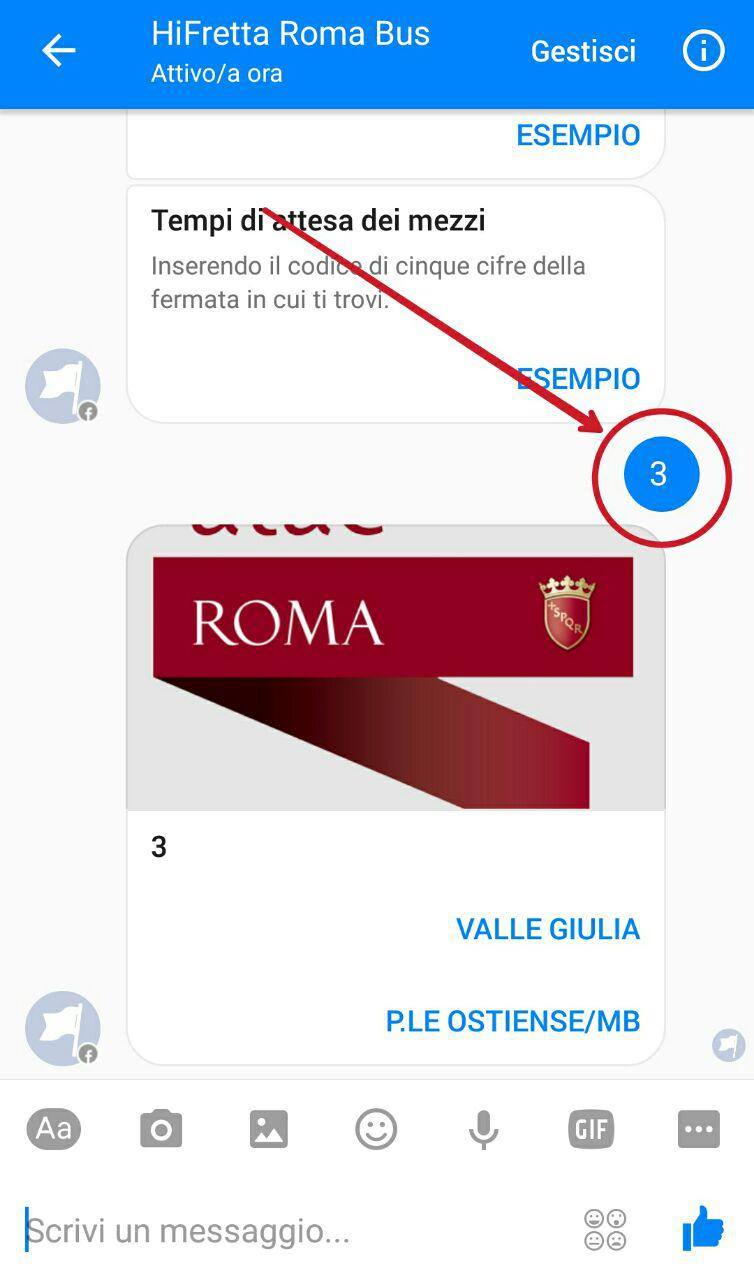 HiFretta Roma Bus
Attivo/a ora
Gestisci
ESEMPIO
Tempi di attesa dei mezzi
Inserendo il codice di cinque cifre della
fermata in cui ti trovi.
ESEMPIO
3
atac
ROMA
SPQR
3
VALLE GIULIA
P.LE OSTIENSE/MB
Aa
GIF
Scrivi un messaggio...